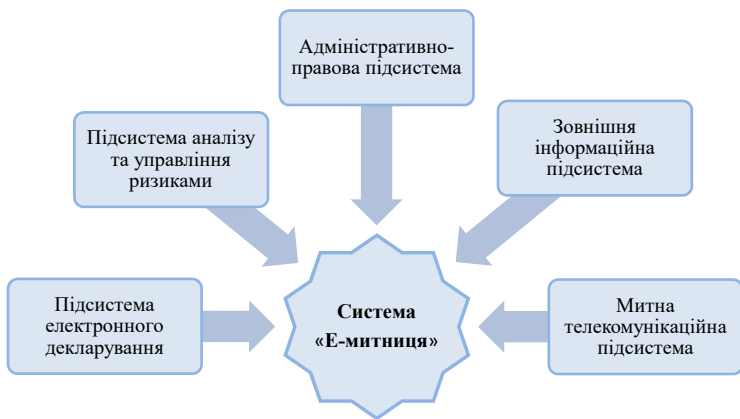 Адміністративно-
правова підсистема
Підсистема аналізу
та управління
ризиками
Зовнішня
інформаційна
підсистема
Підсистема
електронного
декларування
Система
«Е-митниця»
Митна
телекомунікаційна
підсистема